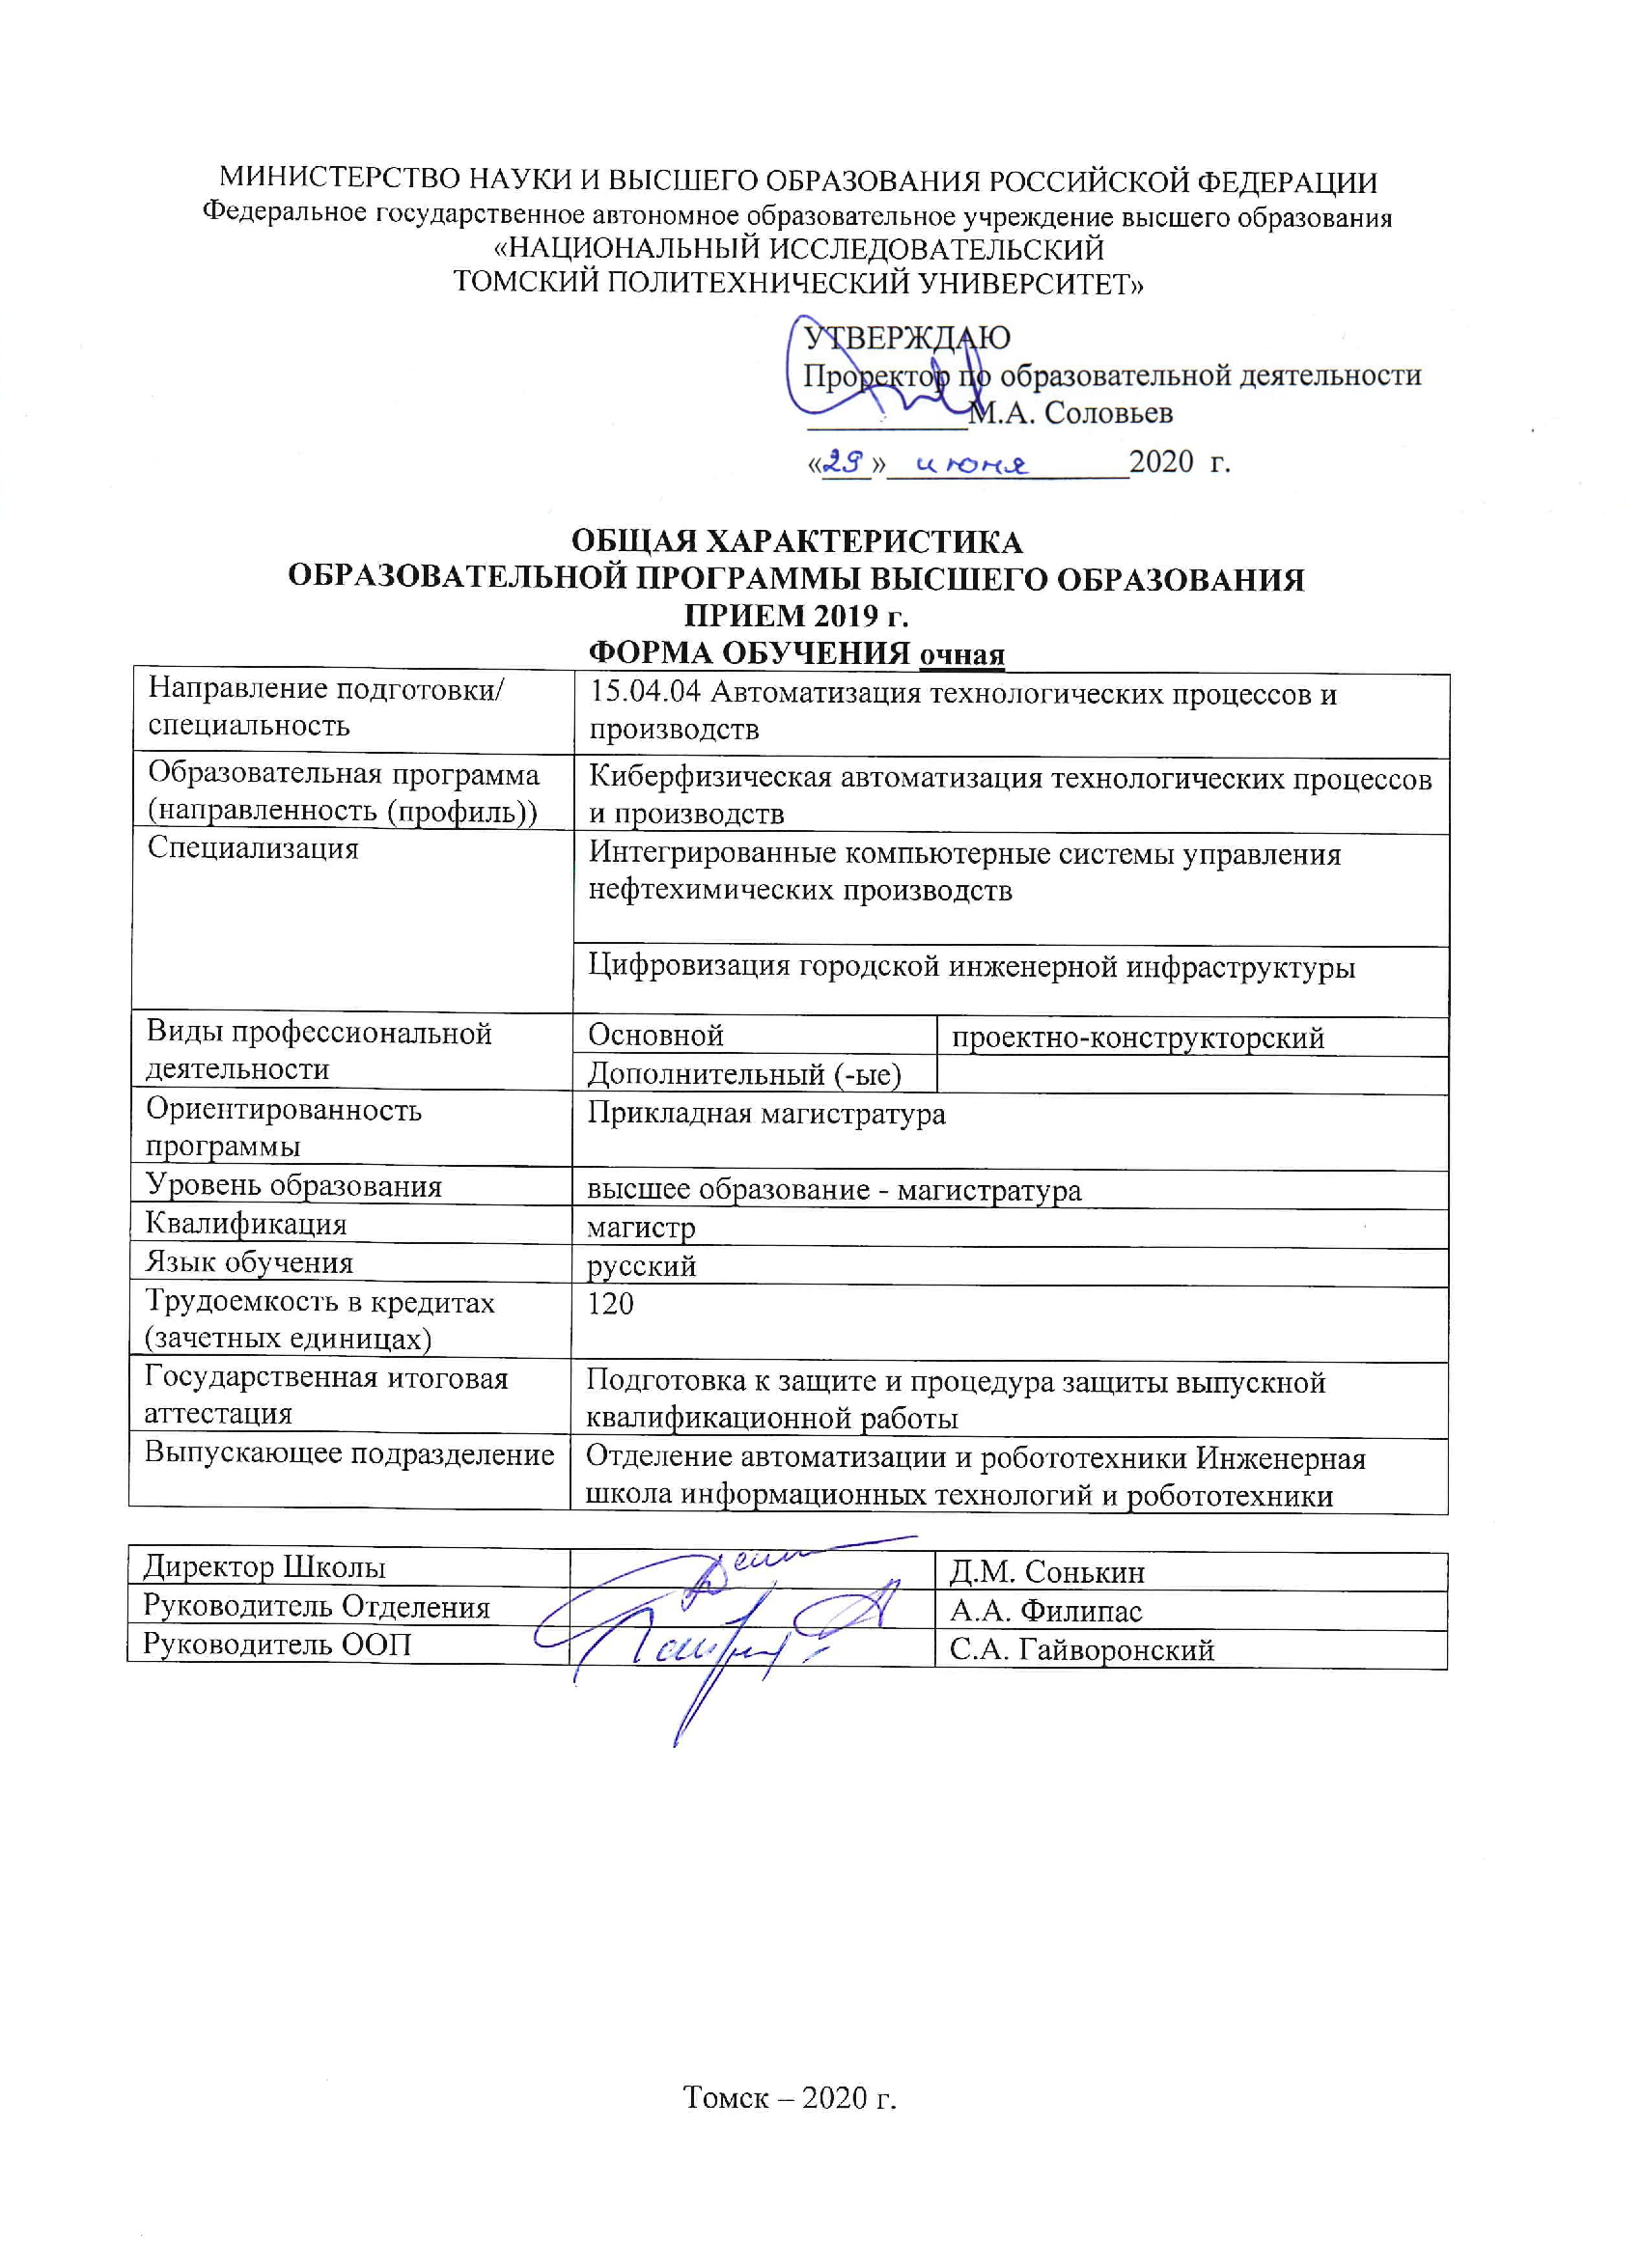 МИНИСТЕРСТВО НАУКИ И ВЫСШЕГО ОБРАЗОВАНИЯ РОССИЙСКОЙ ФЕДЕРАЦИИ
Федеральное государственное автономное образовательное учреждение высшего образования
«НАЦИОНАЛЬНЫЙ ИССЛЕДОВАТЕЛЬСКИЙ
ТОМСКИЙ ПОЛИТЕХНИЧЕСКИЙ УНИВЕРСИТЕТ»
УТВЕРЖДАЮ
Проректор по образовательной деятельности
М.А. Соловьев
«29» июня 2020 г.
ОБЩАЯ ХАРАКТЕРИСТИКА
ОБРАЗОВАТЕЛЬНОЙ ПРОГРАММЫ ВЫСШЕГО ОБРАЗОВАНИЯ
ПРИЕМ 2019 г.
ФОРМА ОБУЧЕНИЯ очная
Направление подготовки/
специальность
15.04.04 Автоматизация технологических процессов и
производств
Образовательная программа
(направленность (профиль))
Киберфизическая автоматизация технологических процессов
и производств
Специализация
Интегрированные компьютерные системы управления
нефтехимических производств
Цифровизация городской инженерной инфраструктуры
Виды профессиональной
деятельности
Основной
проектно-конструкторский
Дополнительный (-ые)
Ориентированность
программы
Прикладная магистратура
Уровень образования
высшее образование - магистратура
Квалификация
магистр
Язык обучения
русский
Трудоемкость в кредитах
(зачетных единицах)
120
Государственная итоговая
аттестация
Подготовка к защите и процедура защиты выпускной
квалификационной работы
Выпускающее подразделение
Отделение автоматизации и робототехники Инженерная
школа информационных технологий и робототехники
Директор Школы
Д.М. Сонькин
Руководитель Отделения
А.А. Филипас
Руководитель ООП
С.А. Гайворонский
Томск – 2020 г.